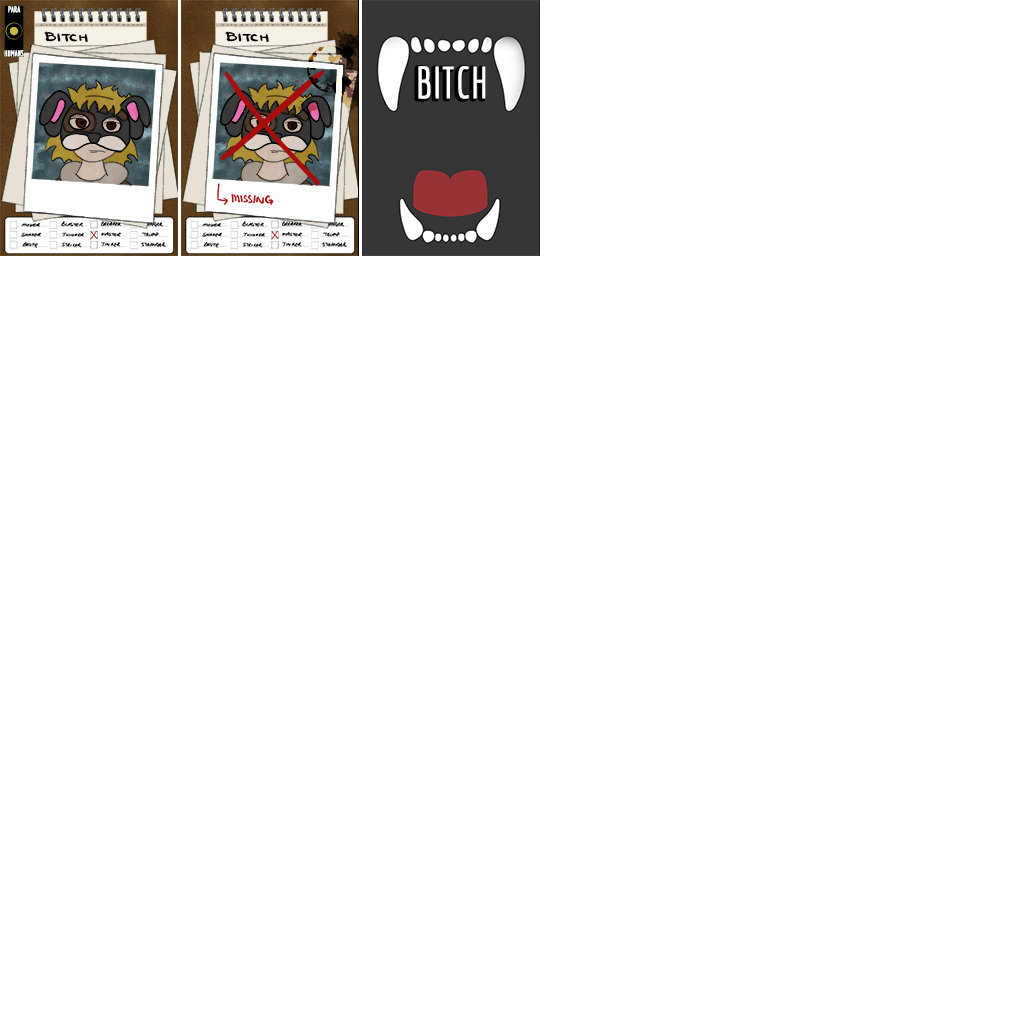 PARA
HUMANS
BITCH
MOVER BLASTER BREAKER
SHAKER THINKER MASTER TRUMP
BRUTE STRIKER TINKER STRANGER
BITCH
MISSING
MOVER BLASTER BREAKER
SHAKER THINKER MASTER TRUMP
BRUTE STRIKER TINKER STRANGER
BITCH